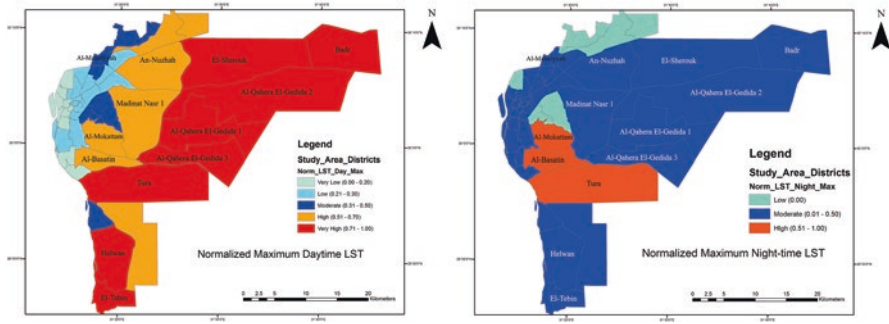 N
Al-Matariyyah
An-Nuzhah
El-Sherouk
Badr
Al-Qahera El-Gedida 2
Madinat Nasr 1
Al-Qahera El-Gedida 1
Al-Mokattam
Al-Qahera El-Gedida 3
Al-Basatin
Tura
Helwan
El-Tebin
Legend
Study_Area_Districts
Norm_LST_Day_Max
Very Low (0.00 - 0.20)
Low (0.21 - 0.30)
Moderate (0.31 - 0.50)
High (0.51 - 0.70)
Very High (0.71 - 1.00)
Normalized Maximum Daytime LST
0 2.5 5 10 15 20
Kilometers
N
An-Nuzhah
El-Sherouk
Badr
Al-Qahera El-Gedida 2
Madinat Nasr 1
Al-Qahera El-Gedida 1
Al-Mokattam
Al-Qahera El-Gedida 3
Al-Basatin
Tura
Helwan
El-Tebin
Legend
Study_Area_Districts
Norm_LST_Night_Max
Low (0.00)
Moderate (0.01 - 0.50)
High (0.51 - 1.00)
Normalized Maximum Night-time LST
0 2.5 5 10 15 20
Kilometers